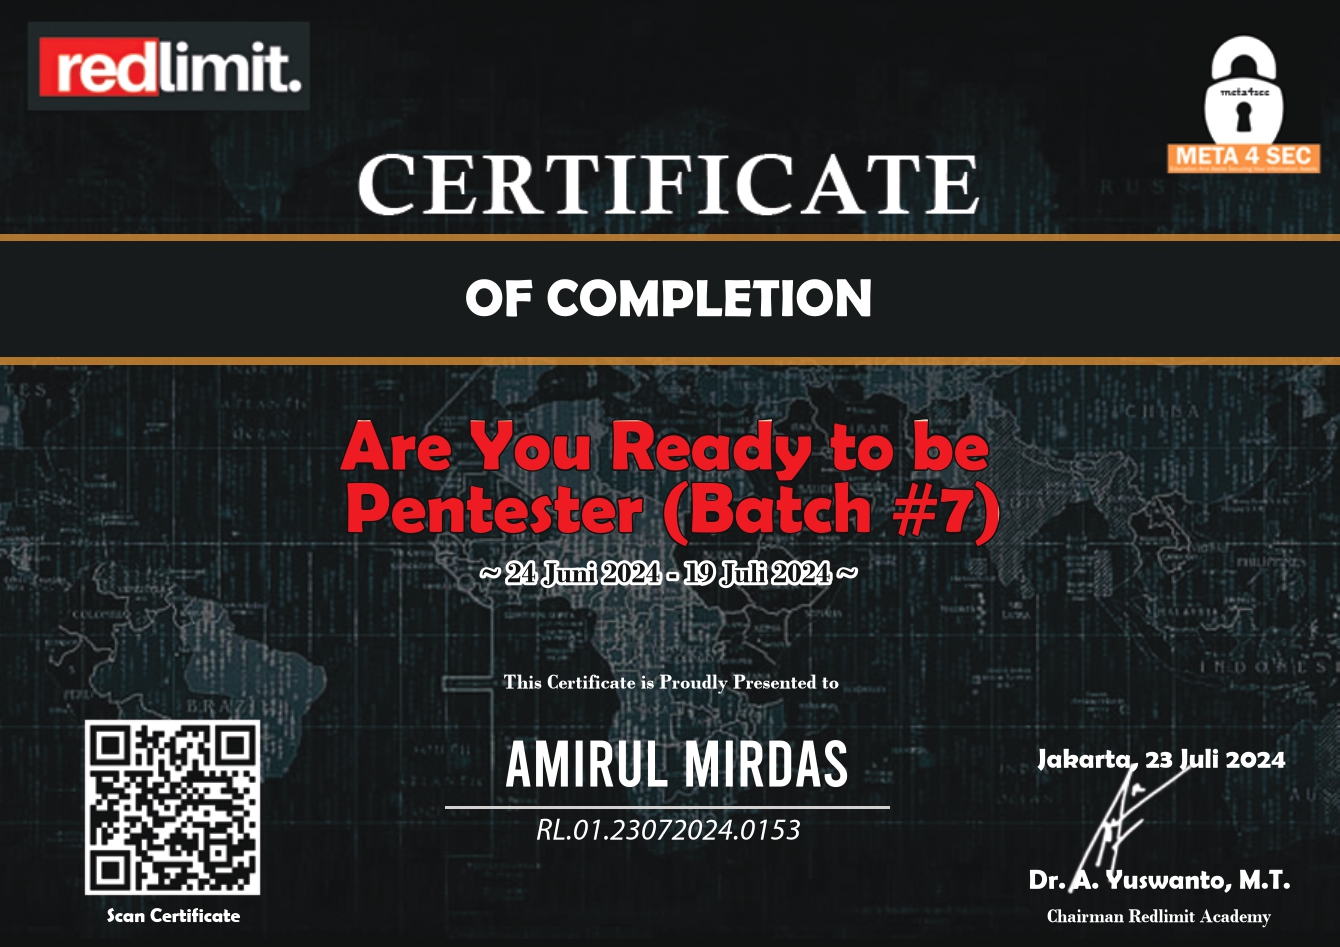 redlimit.
meta4sec
META 4 SEC
CERTIFICATE
OF COMPLETION
Are You Ready to be
Pentester (Batch #7)
~ 24 Juni 2024 - 19 Juli 2024 ~
This Certificate is Proudly Presented to
AMIRUL MIRDAS
RL.01.23072024.0153
Scan Certificate
Jakarta, 23 Juli 2024
Dr. A. Yuswanto, M.T.
Chairman Redlimit Academy
CHINA
BRAZIL